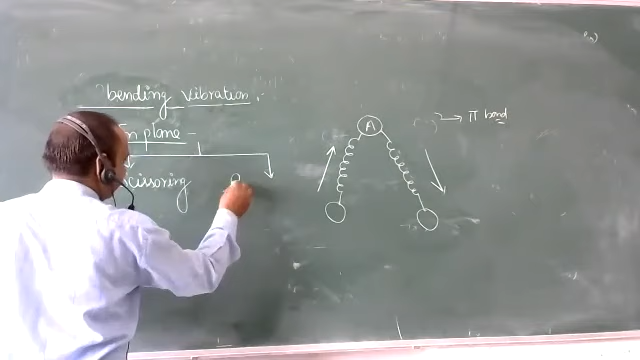 bending vibration.
In plane -
Scissoring
A
π bond